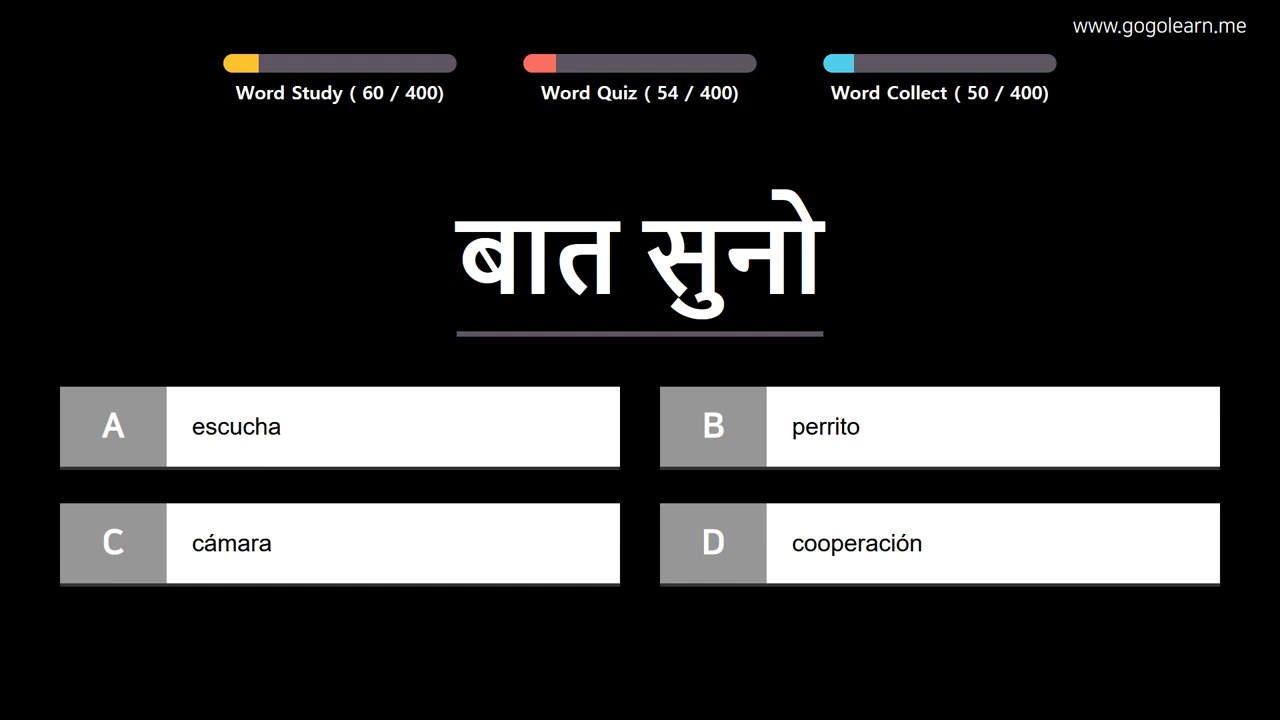 www.gogolearn.me
Word Study ( 60 / 400)
Word Quiz ( 54 / 400)
Word Collect ( 50 / 400)
बात सुनो
A escucha
B perrito
C cámara
D cooperación